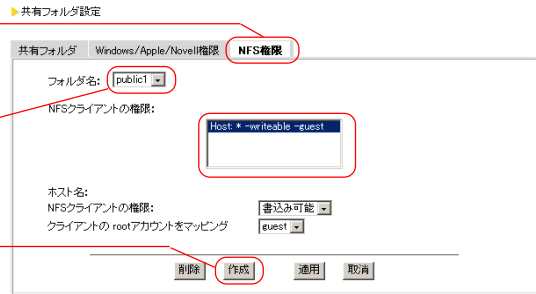 共有フォルダ設定
共有フォルダ Windows/Apple/Novell権限 NFS権限
フォルダ名: public1
NFSクライアントの権限:
Host: * -writeable -guest
ホスト名:
NFSクライアントの権限: 書込み可能
クライアントの rootアカウントをマッピング guest
削除 作成 適用 取消